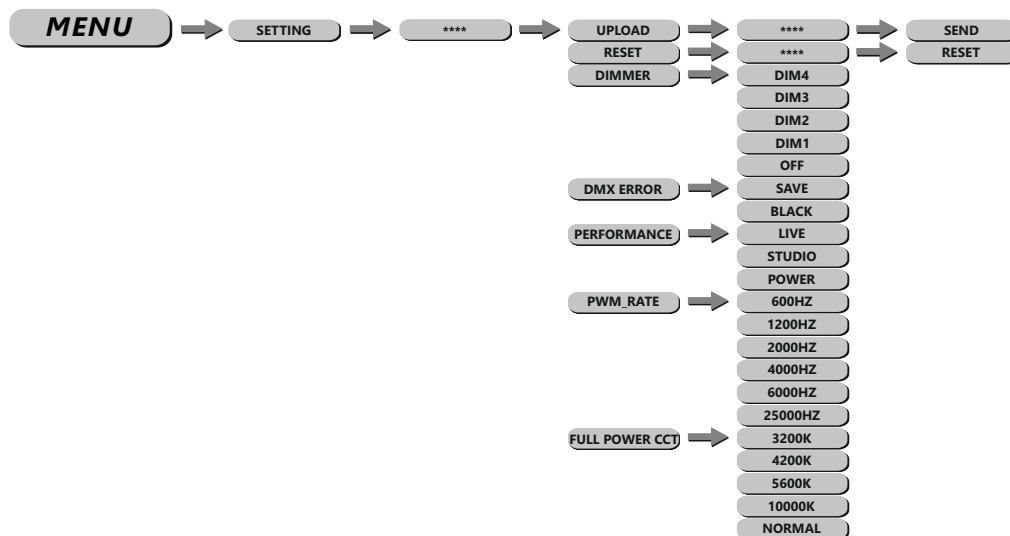 MENU SETTING **** UPLOAD **** SEND
RESET **** RESET
DIMMER DIM4
DIM3
DIM2
DIM1
OFF
DMX ERROR SAVE
BLACK
PERFORMANCE LIVE
STUDIO
POWER
PWM_RATE 600HZ
1200HZ
2000HZ
4000HZ
6000HZ
25000HZ
FULL POWER CCT 3200K
4200K
5600K
10000K
NORMAL